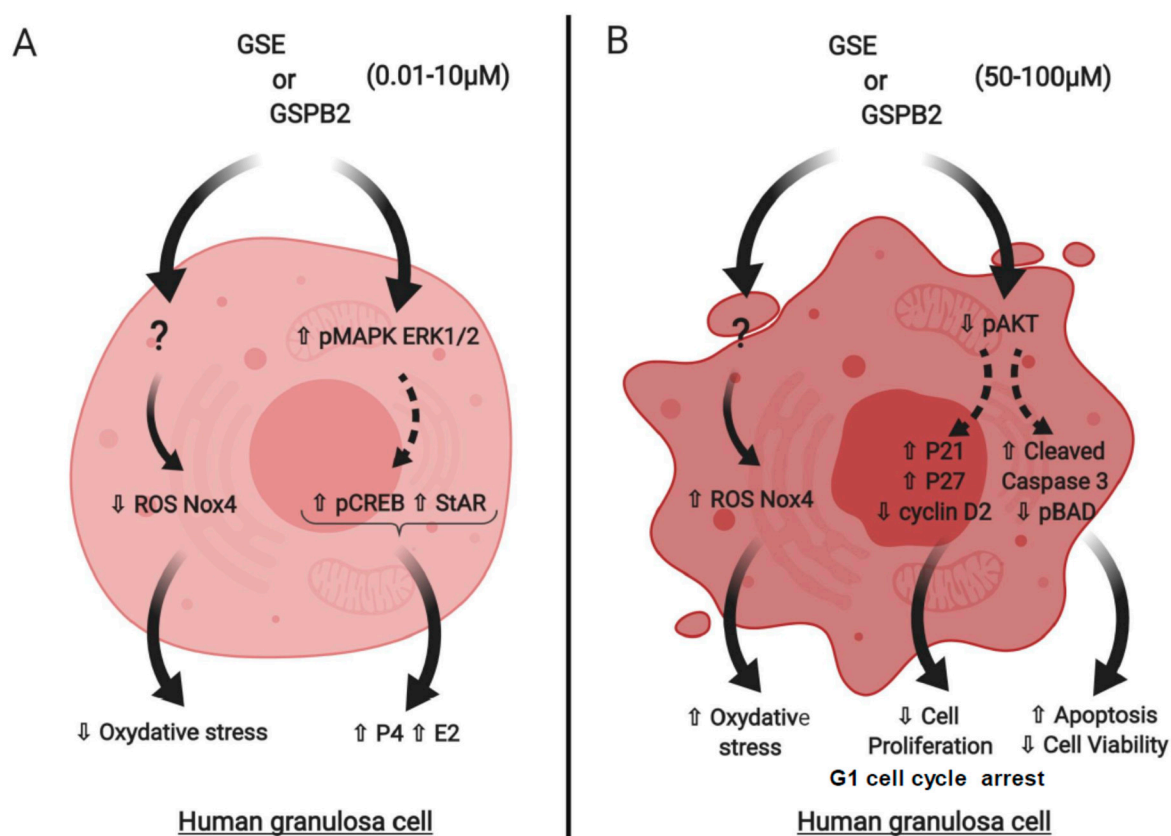 A
GSE
or
GSPB2
(0.01-10µM)
?
⇧ pMAPK ERK1/2
⇩ ROS Nox4
⇧ pCREB ⇧ StAR
⇩ Oxydative stress
⇧ P4 ⇧ E2
Human granulosa cell
B
GSE
or
GSPB2
(50-100µM)
?
⇩ pAKT
⇧ ROS Nox4
⇧ P21
⇧ P27
⇩ cyclin D2
⇧ Cleaved
Caspase 3
⇩ pBAD
⇧ Oxydative
stress
⇩ Cell
Proliferation
G1 cell cycle arrest
⇧ Apoptosis
⇩ Cell Viability
Human granulosa cell